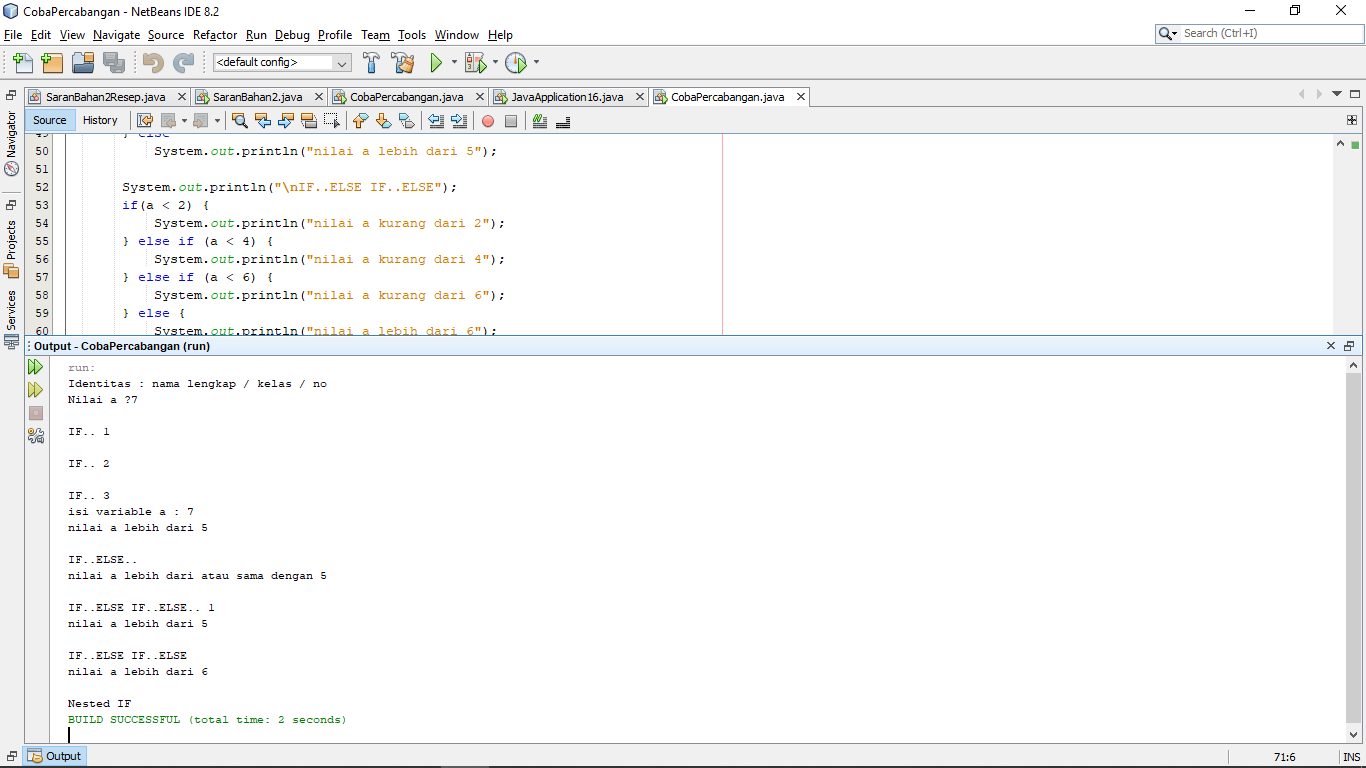 CobaPercabangan - NetBeans IDE 8.2
File Edit View Navigate Source Refactor Run Debug Profile Team Tools Window Help
Search (Ctrl+I)
<default config>
SaranBahan2Resep.java SaranBahan2.java CobaPercabangan.java JavaApplication16.java CobaPercabangan.java
Navigator
Projects
Services
Source History
49 } else
50 System.out.println("nilai a lebih dari 5");
51
52 System.out.println("\nIF..ELSE IF..ELSE");
53 if(a < 2) {
54 System.out.println("nilai a kurang dari 2");
55 } else if (a < 4) {
56 System.out.println("nilai a kurang dari 4");
57 } else if (a < 6) {
58 System.out.println("nilai a kurang dari 6");
59 } else {
60 System.out.println("nilai a lebih dari 6");
Output - CobaPercabangan (run)
run:
Identitas : nama lengkap / kelas / no
Nilai a ?7
IF.. 1
IF.. 2
IF.. 3
isi variable a : 7
nilai a lebih dari 5
IF..ELSE..
nilai a lebih dari atau sama dengan 5
IF..ELSE IF..ELSE.. 1
nilai a lebih dari 5
IF..ELSE IF..ELSE
nilai a lebih dari 6
Nested IF
BUILD SUCCESSFUL (total time: 2 seconds)
Output
71:6 INS